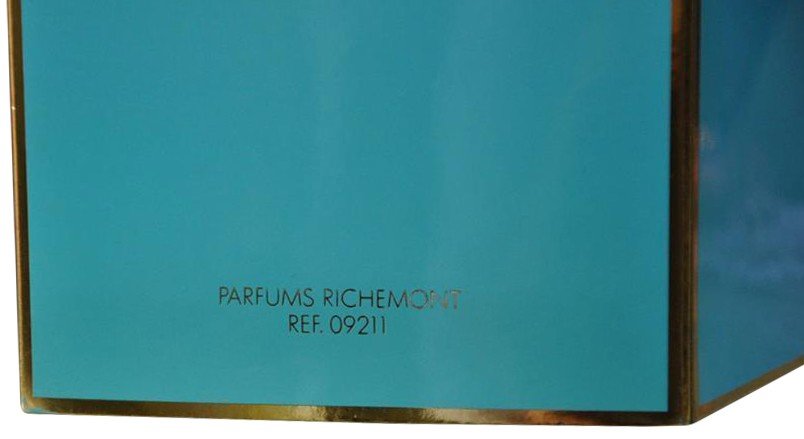 PARFUMS RICHEMONT
REF. 09211